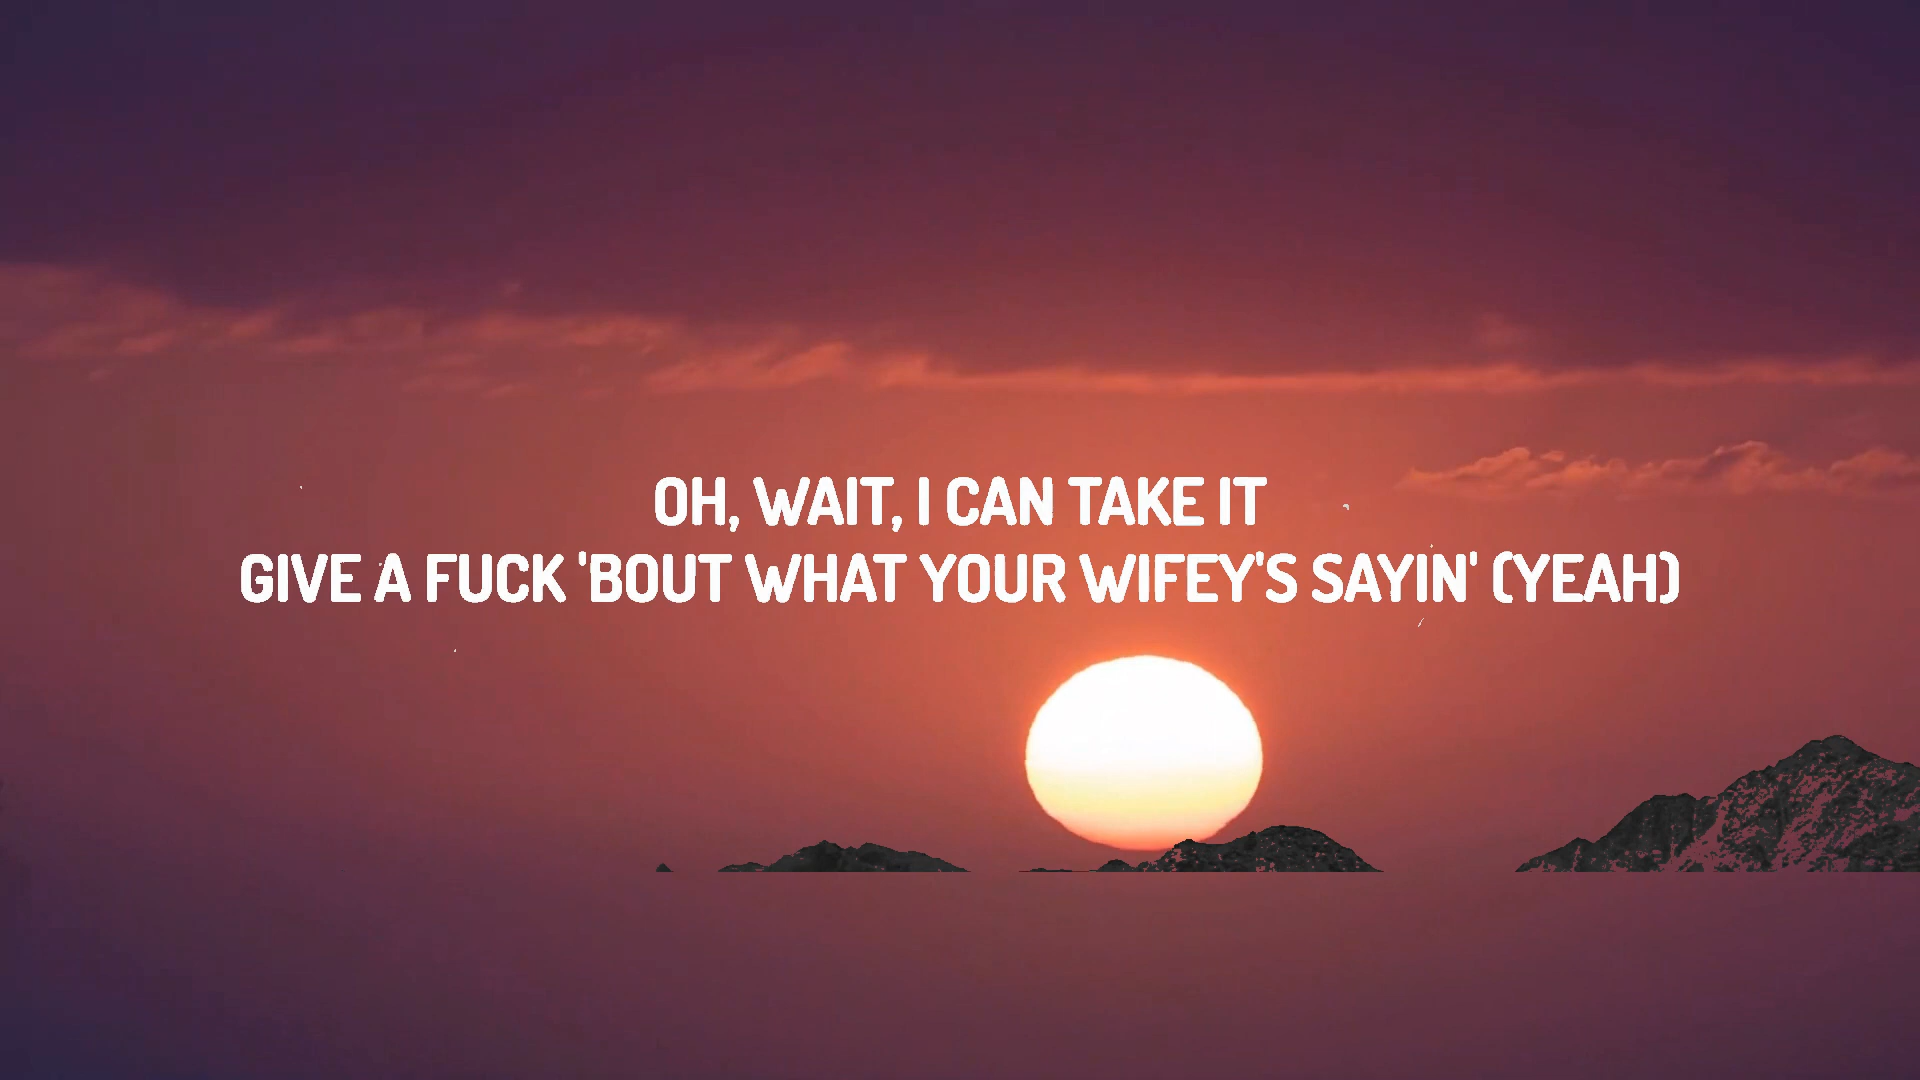 OH, WAIT, I CAN TAKE IT
GIVE A FUCK 'BOUT WHAT YOUR WIFEY'S SAYIN' (YEAH)